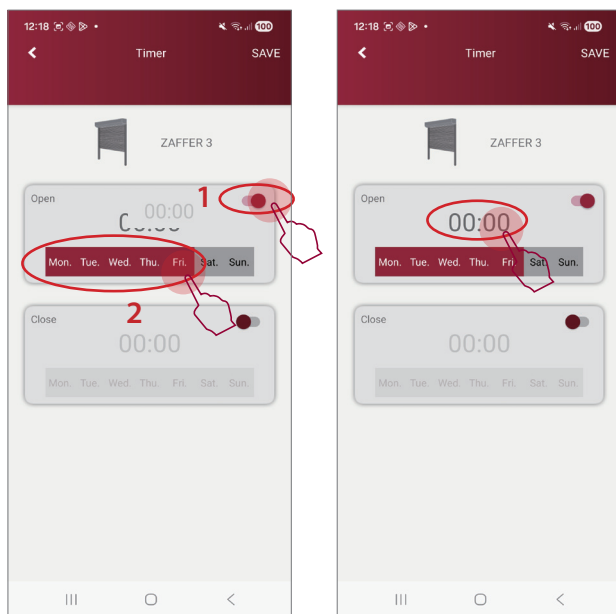 12:18
100
Timer
SAVE
ZAFFER 3
Open
1
00:00
Mon. Tue. Wed. Thu. Fri. Sat. Sun.
2
Close
00:00
Mon. Tue. Wed. Thu. Fri. Sat. Sun.
12:18
100
Timer
SAVE
ZAFFER 3
Open
00:00
Mon. Tue. Wed. Thu. Fri. Sat. Sun.
Close
00:00
Mon. Tue. Wed. Thu. Fri. Sat. Sun.